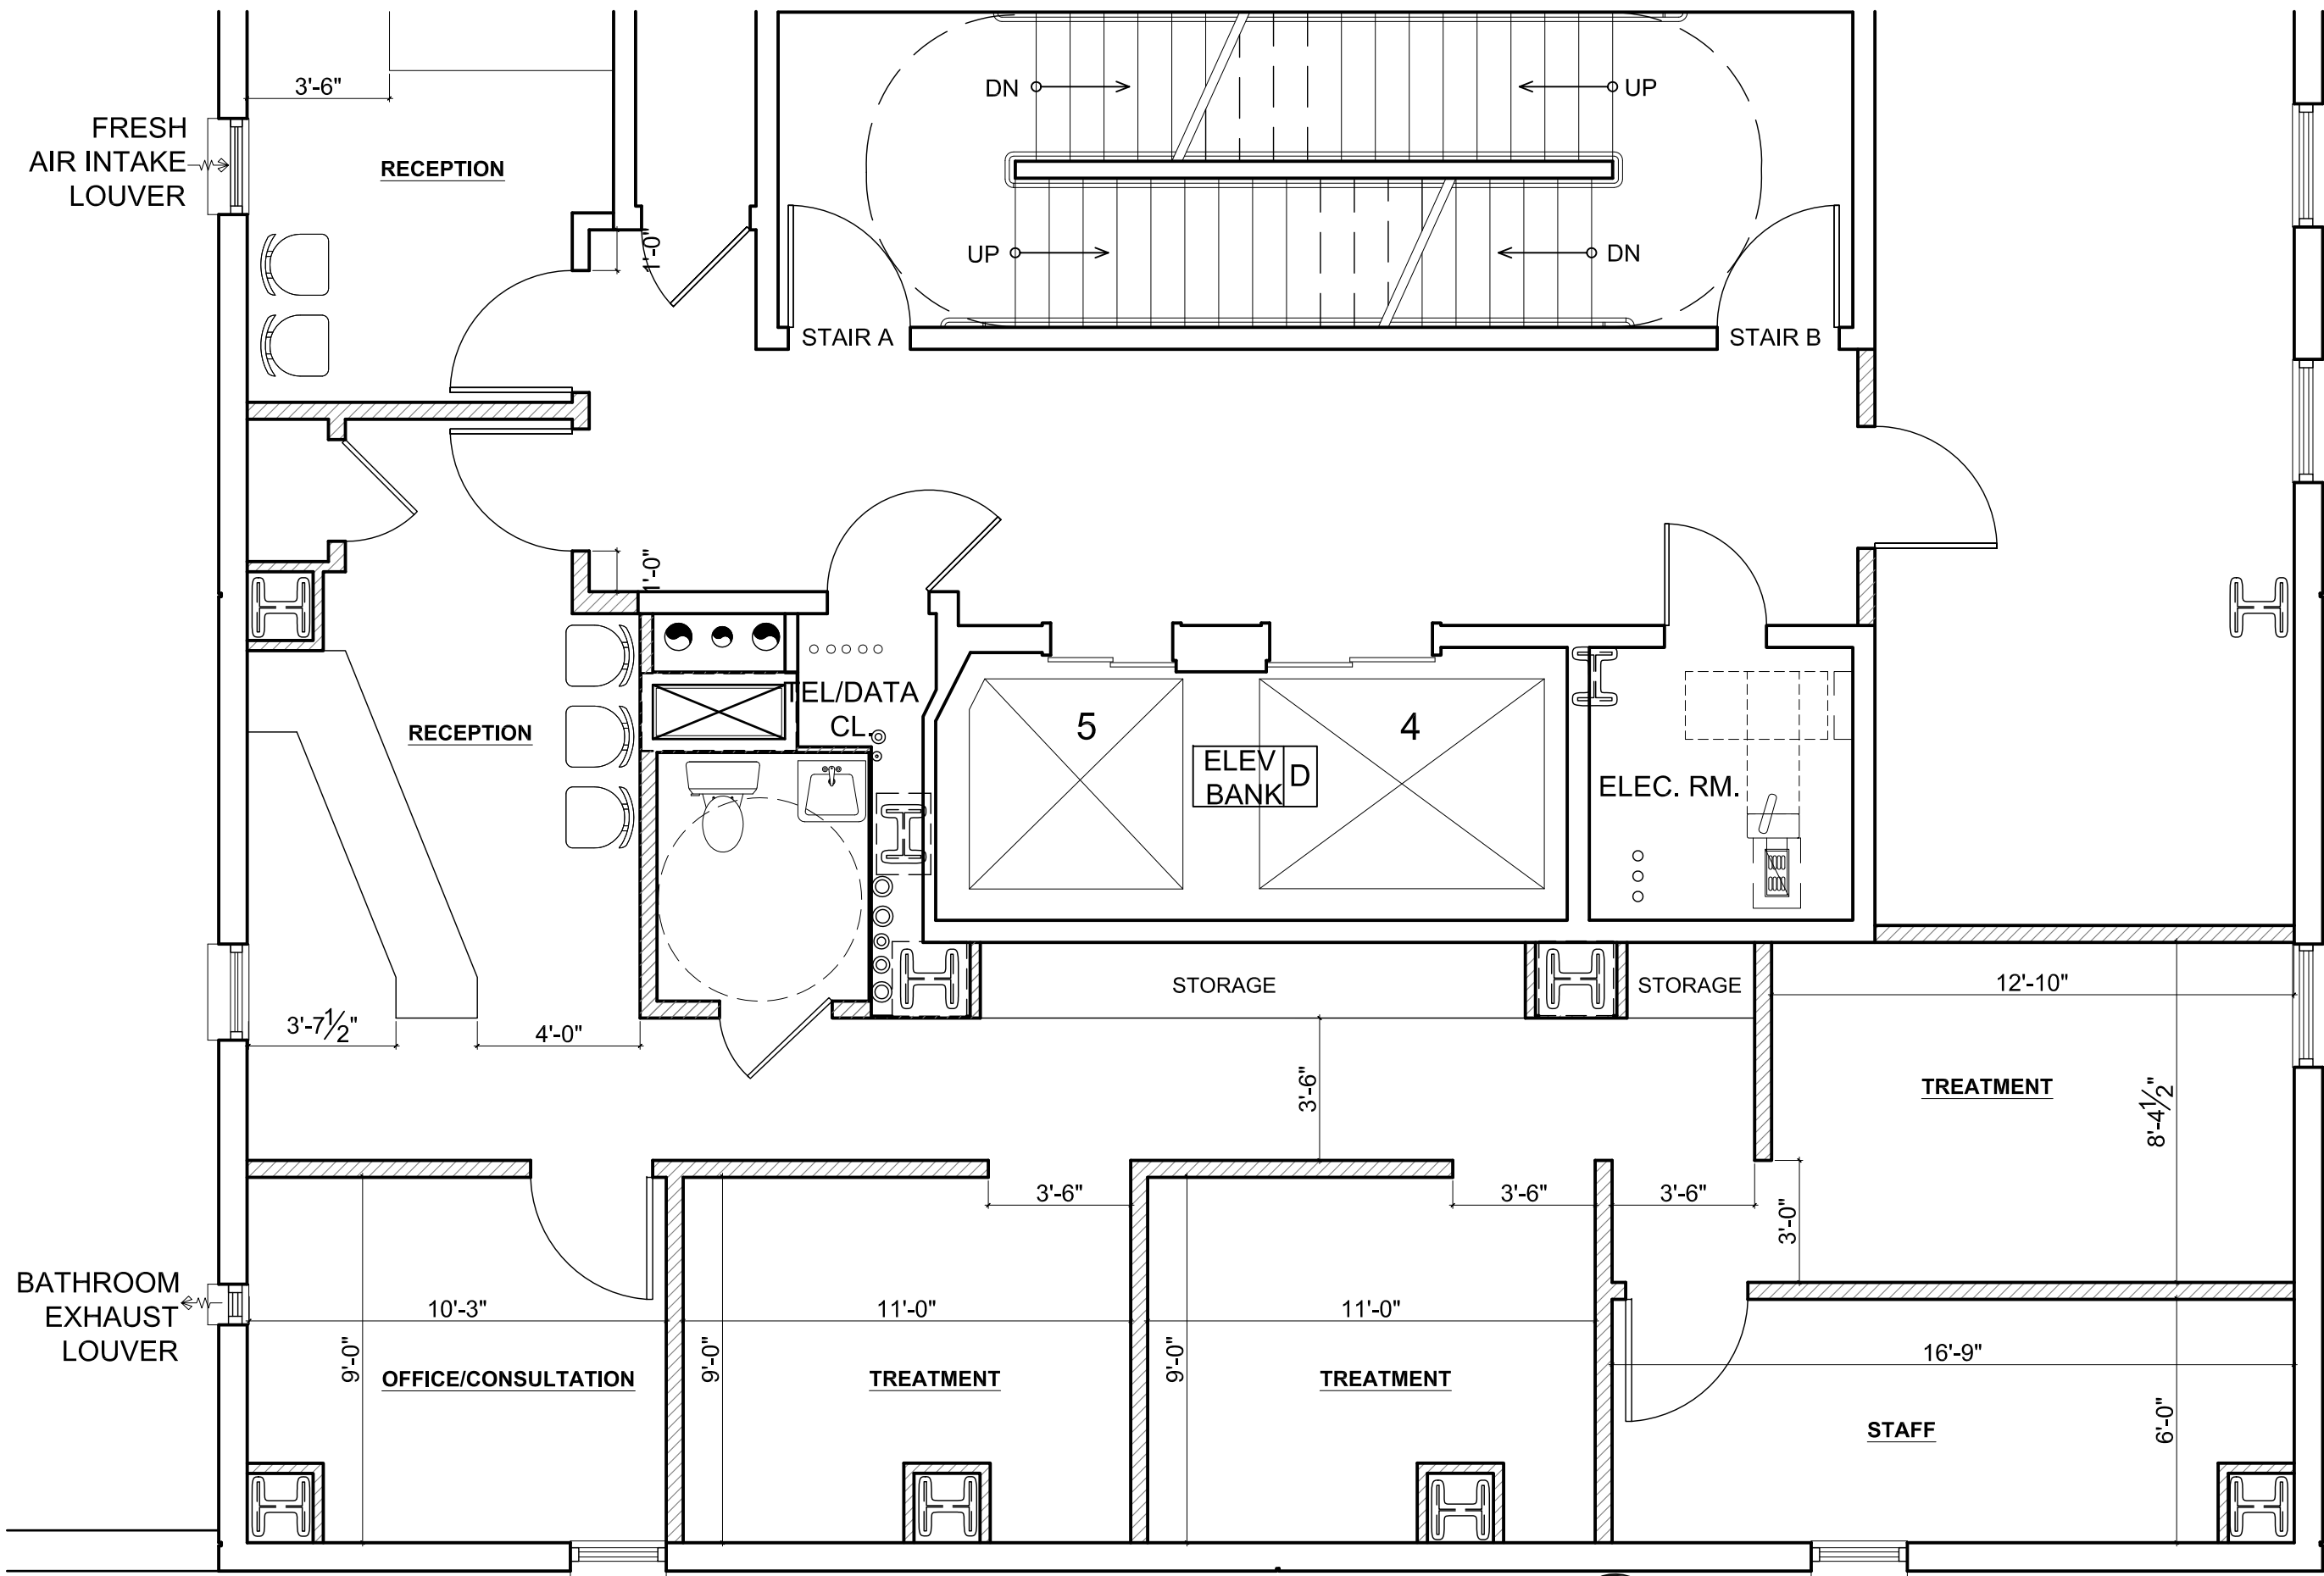 3'-6"
DN
UP
FRESH
AIR INTAKE
LOUVER
RECEPTION
1'-0"
UP
DN
STAIR A
STAIR B
1'-0"
TEL/DATA
CL.
RECEPTION
5
4
ELEV
BANK
D
ELEC. RM.
STORAGE
STORAGE
12'-10"
3'-7½"
4'-0"
3'-6"
TREATMENT
8'-4½"
3'-6"
3'-6"
3'-6"
3'-0"
BATHROOM
EXHAUST
LOUVER
10'-3"
11'-0"
11'-0"
16'-9"
9'-0"
9'-0"
9'-0"
OFFICE/CONSULTATION
TREATMENT
TREATMENT
STAFF
6'-0"